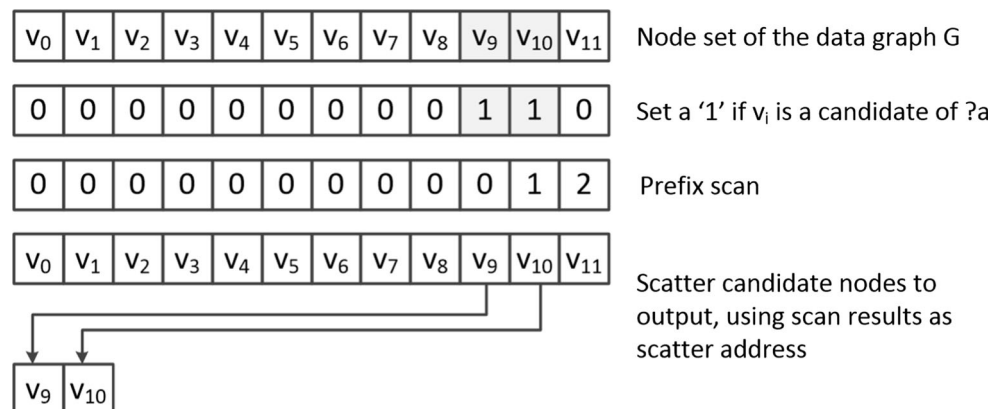 v₀ v₁ v₂ v₃ v₄ v₅ v₆ v₇ v₈ v₉ v₁₀ v₁₁ Node set of the data graph G
0 0 0 0 0 0 0 0 0 1 1 0 Set a ‘1’ if vᵢ is a candidate of ?a
0 0 0 0 0 0 0 0 0 0 1 2 Prefix scan
v₀ v₁ v₂ v₃ v₄ v₅ v₆ v₇ v₈ v₉ v₁₀ v₁₁
Scatter candidate nodes to
output, using scan results as
scatter address
v₉ v₁₀